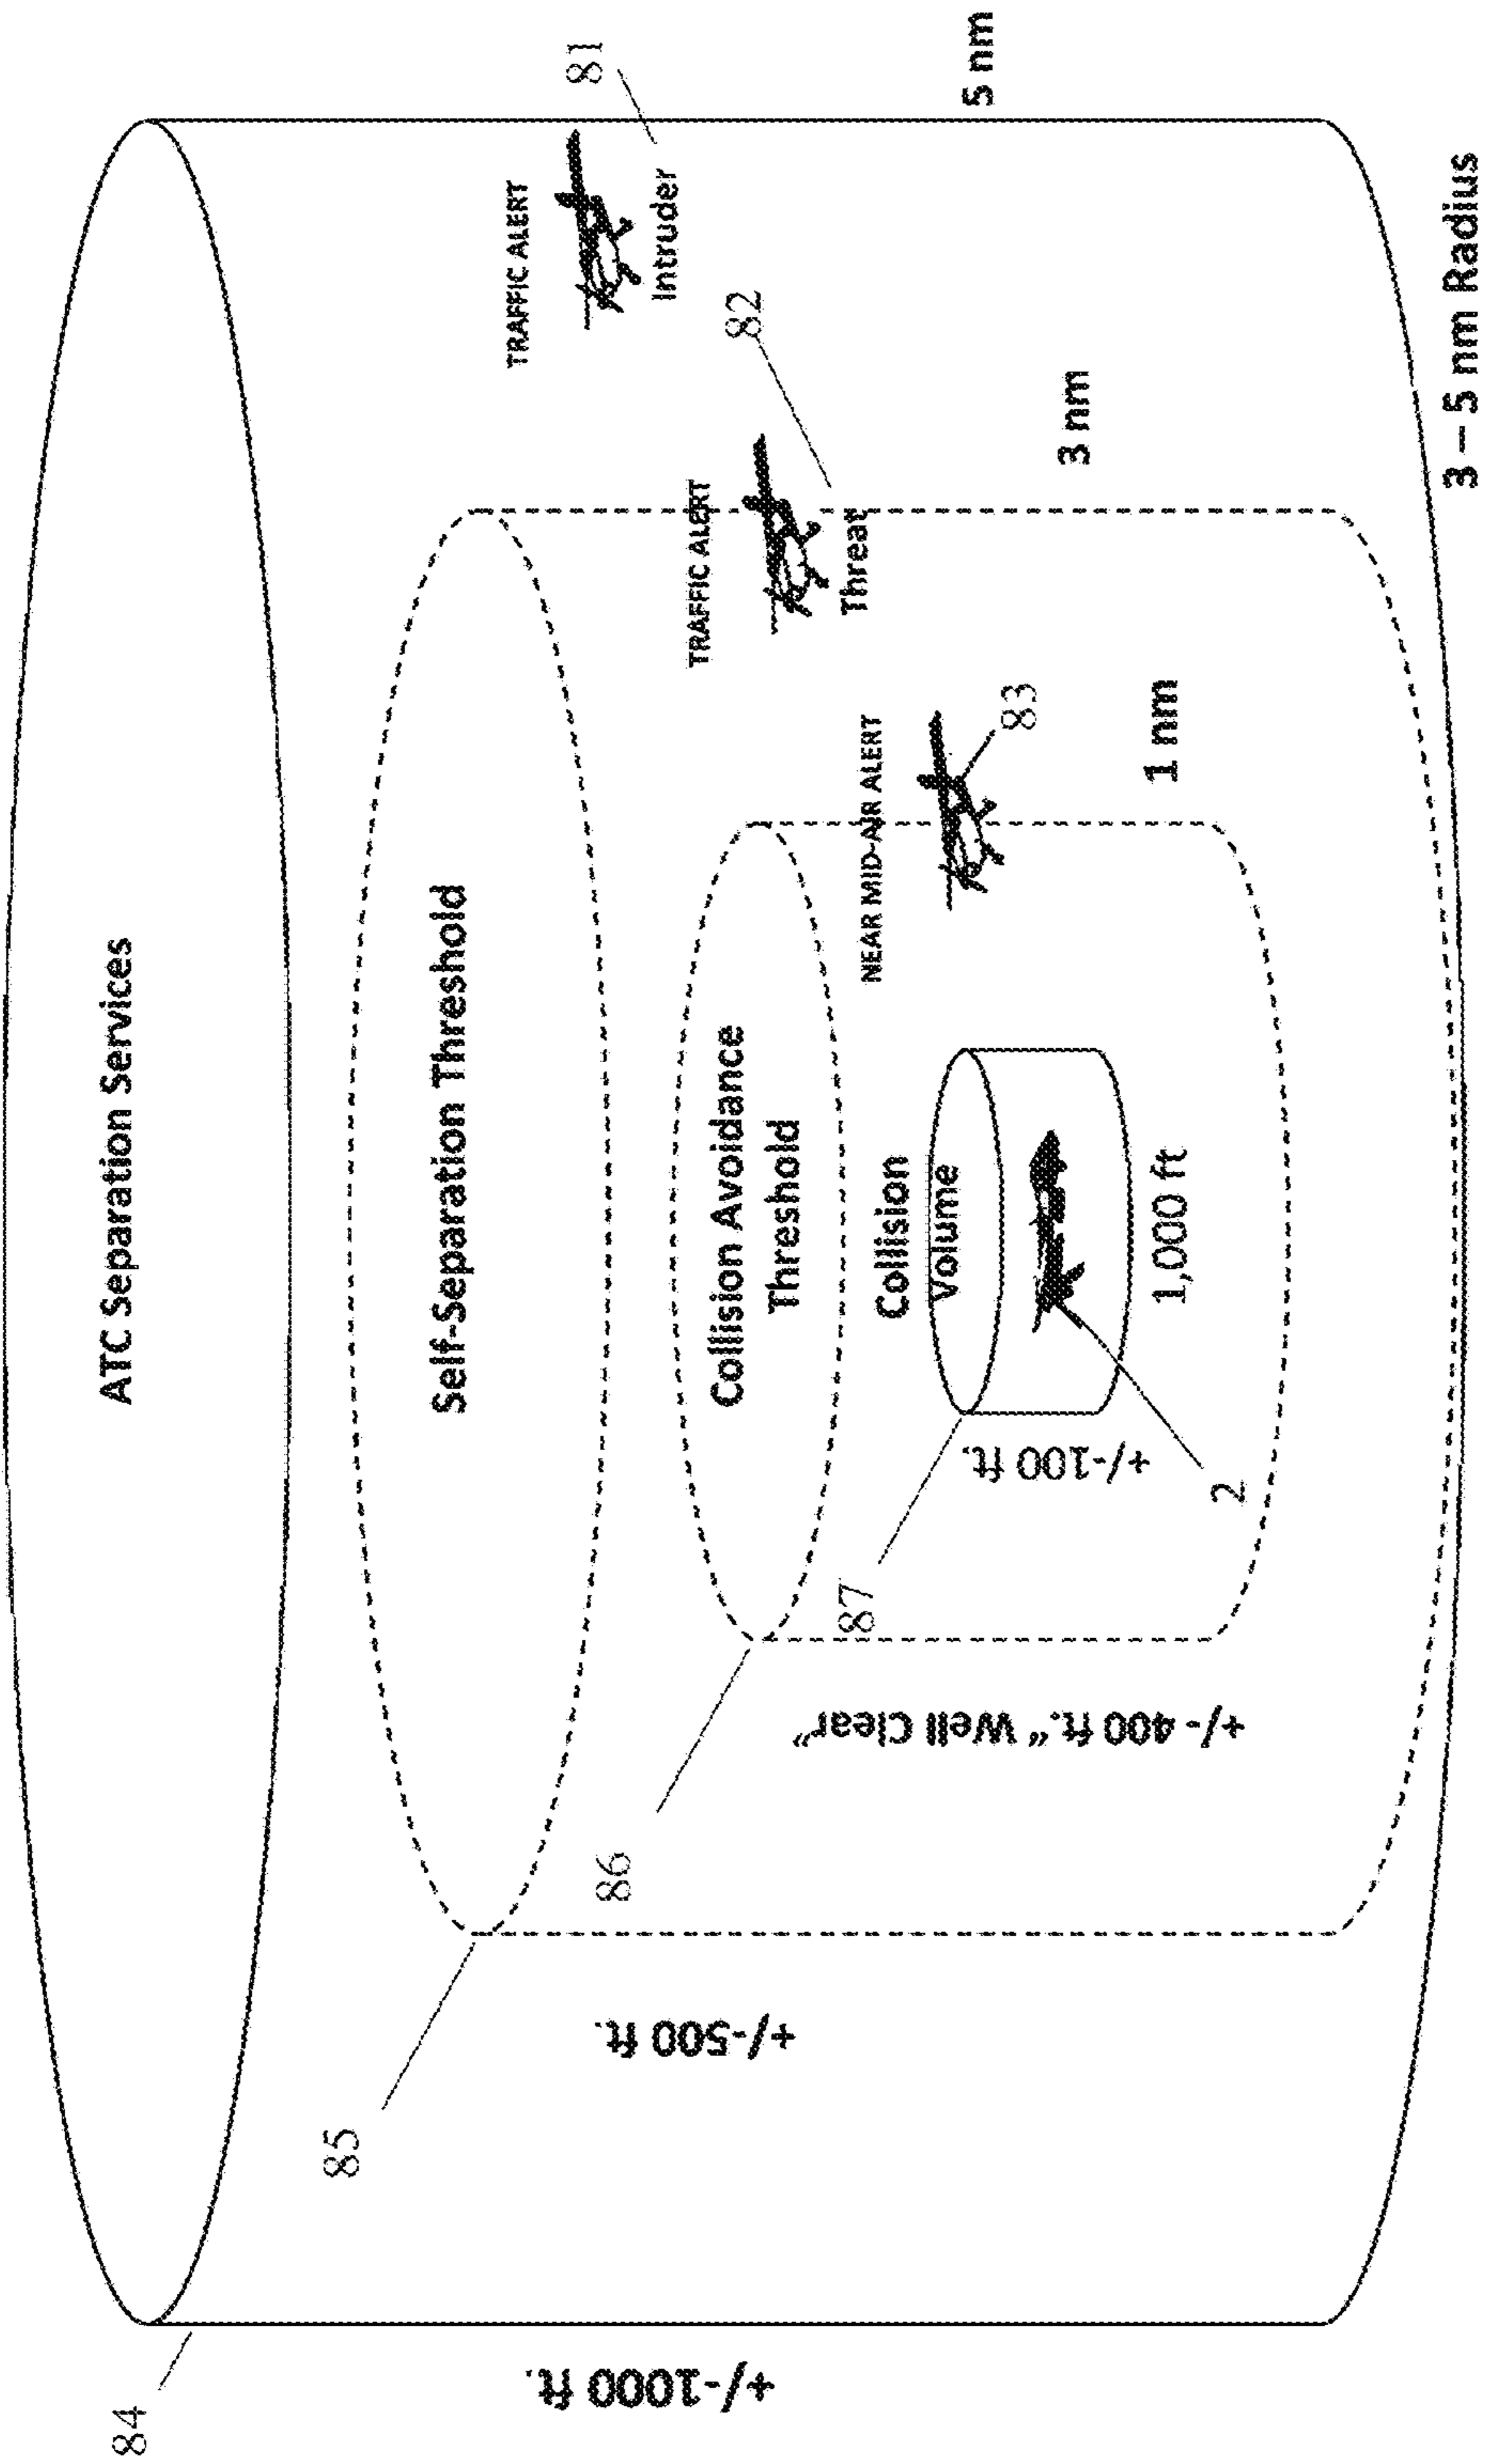 84
ATC Separation Services
+/-1000 ft.
85
Self-Separation Threshold
+/-500 ft.
TRAFFIC ALERT
81
Intruder
5 nm
86
Collision Avoidance
Threshold
+/- 400 ft. “ Well Clear”
TRAFFIC ALERT
82
Threat
3 nm
87
Collision
Volume
+/-100 ft.
NEAR MID-AIR ALERT
83
1 nm
2
1,000 ft
3 – 5 nm Radius